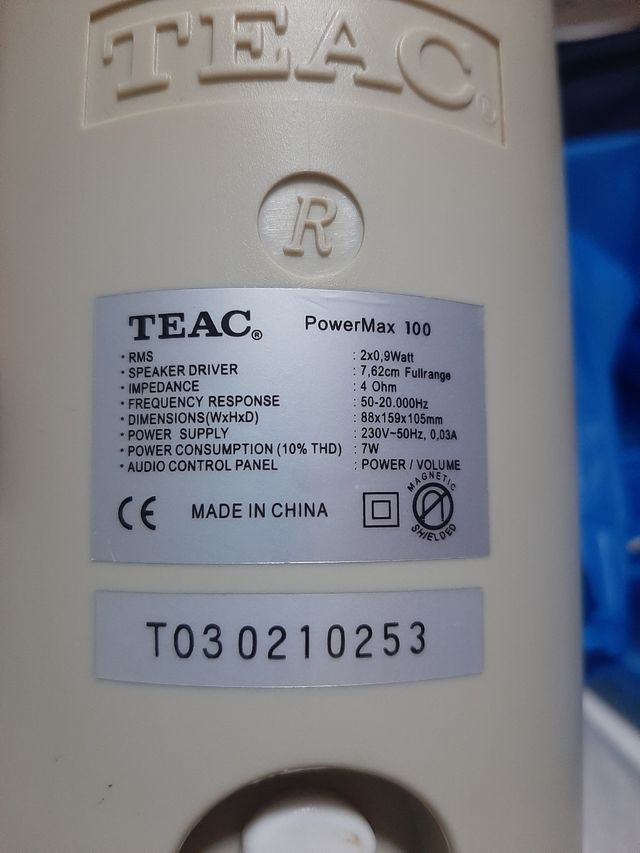 TEAC®
R
TEAC® PowerMax 100
· RMS : 2x0,9Watt
· SPEAKER DRIVER : 7,62cm Fullrange
· IMPEDANCE : 4 Ohm
· FREQUENCY RESPONSE : 50-20.000Hz
· DIMENSIONS(WxHxD) : 88x159x105mm
· POWER SUPPLY : 230V~50Hz, 0,03A
· POWER CONSUMPTION (10% THD) : 7W
· AUDIO CONTROL PANEL : POWER / VOLUME
CE MADE IN CHINA MAGNETIC SHIELDED
T030210253